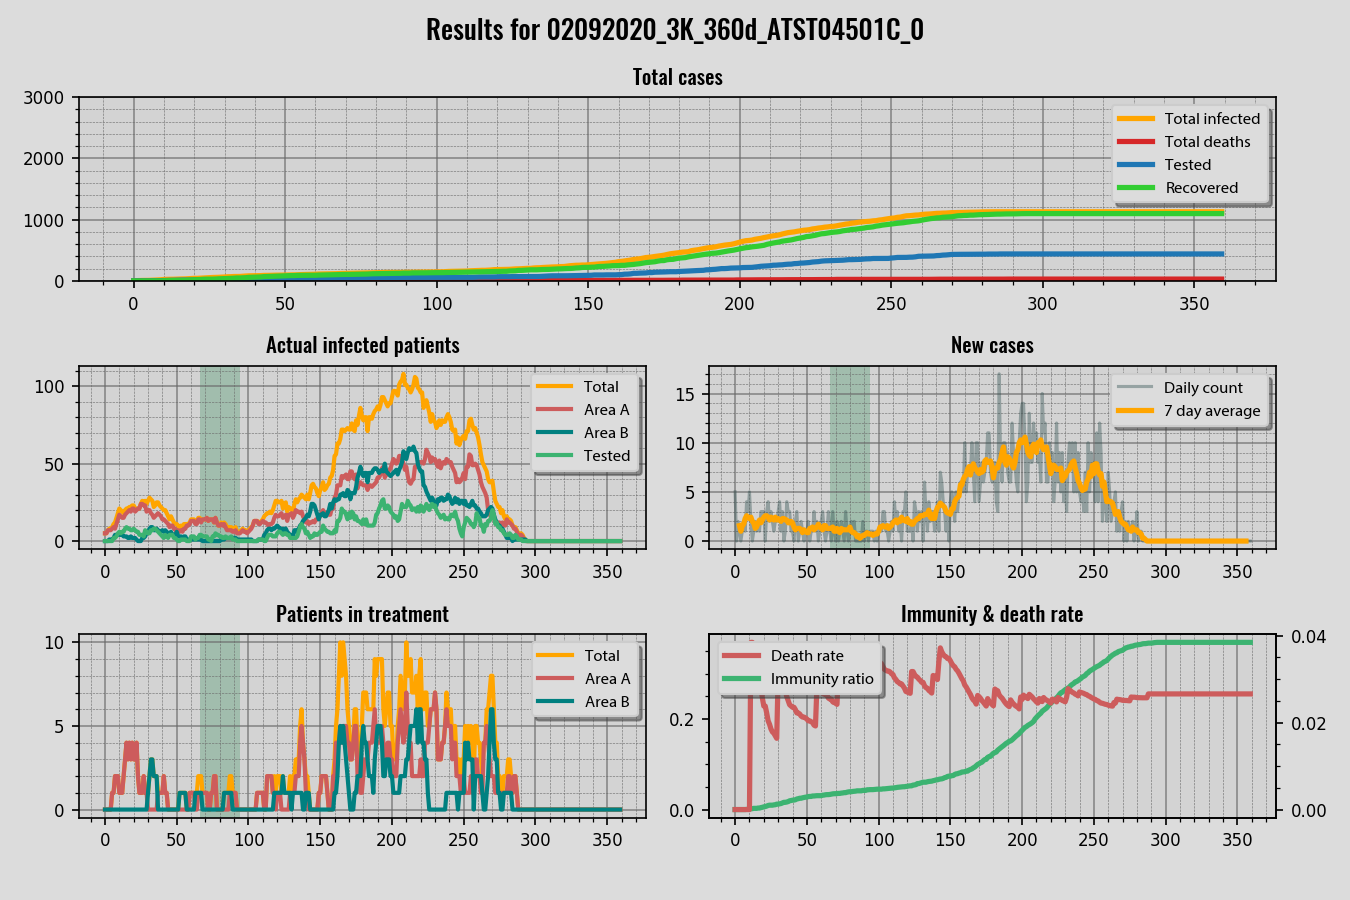 Results for 02092020_3K_360d_ATST04501C_0
Total cases
3000
2000
1000
0
Total infected
Total deaths
Tested
Recovered
0 50 100 150 200 250 300 350
Actual infected patients
100
50
0
Total
Area A
Area B
Tested
0 50 100 150 200 250 300 350
New cases
15
10
5
0
Daily count
7 day average
0 50 100 150 200 250 300 350
Patients in treatment
10
5
0
Total
Area A
Area B
0 50 100 150 200 250 300 350
Immunity & death rate
0.2
0.0
Death rate
Immunity ratio
0.04
0.02
0.00
0 50 100 150 200 250 300 350